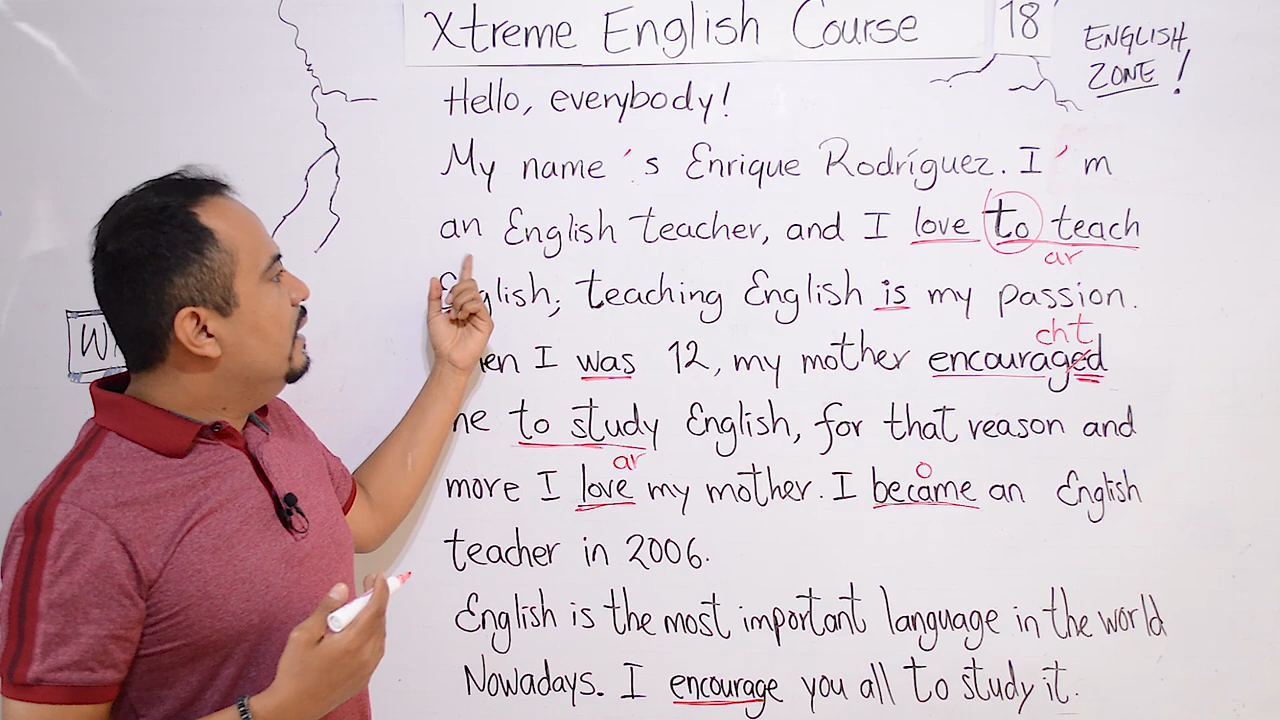 Xtreme English Course 18
ENGLISH ZONE!
Hello, everybody!
My name's Enrique Rodríguez. I'm
an English teacher, and I love to teach
ar
English; teaching English is my passion.
cht
I was 12, my mother encouraged
to study English, for that reason and
ar
o
more I love my mother. I became an English
teacher in 2006.
English is the most important language in the world
Nowadays. I encourage you all to study it.